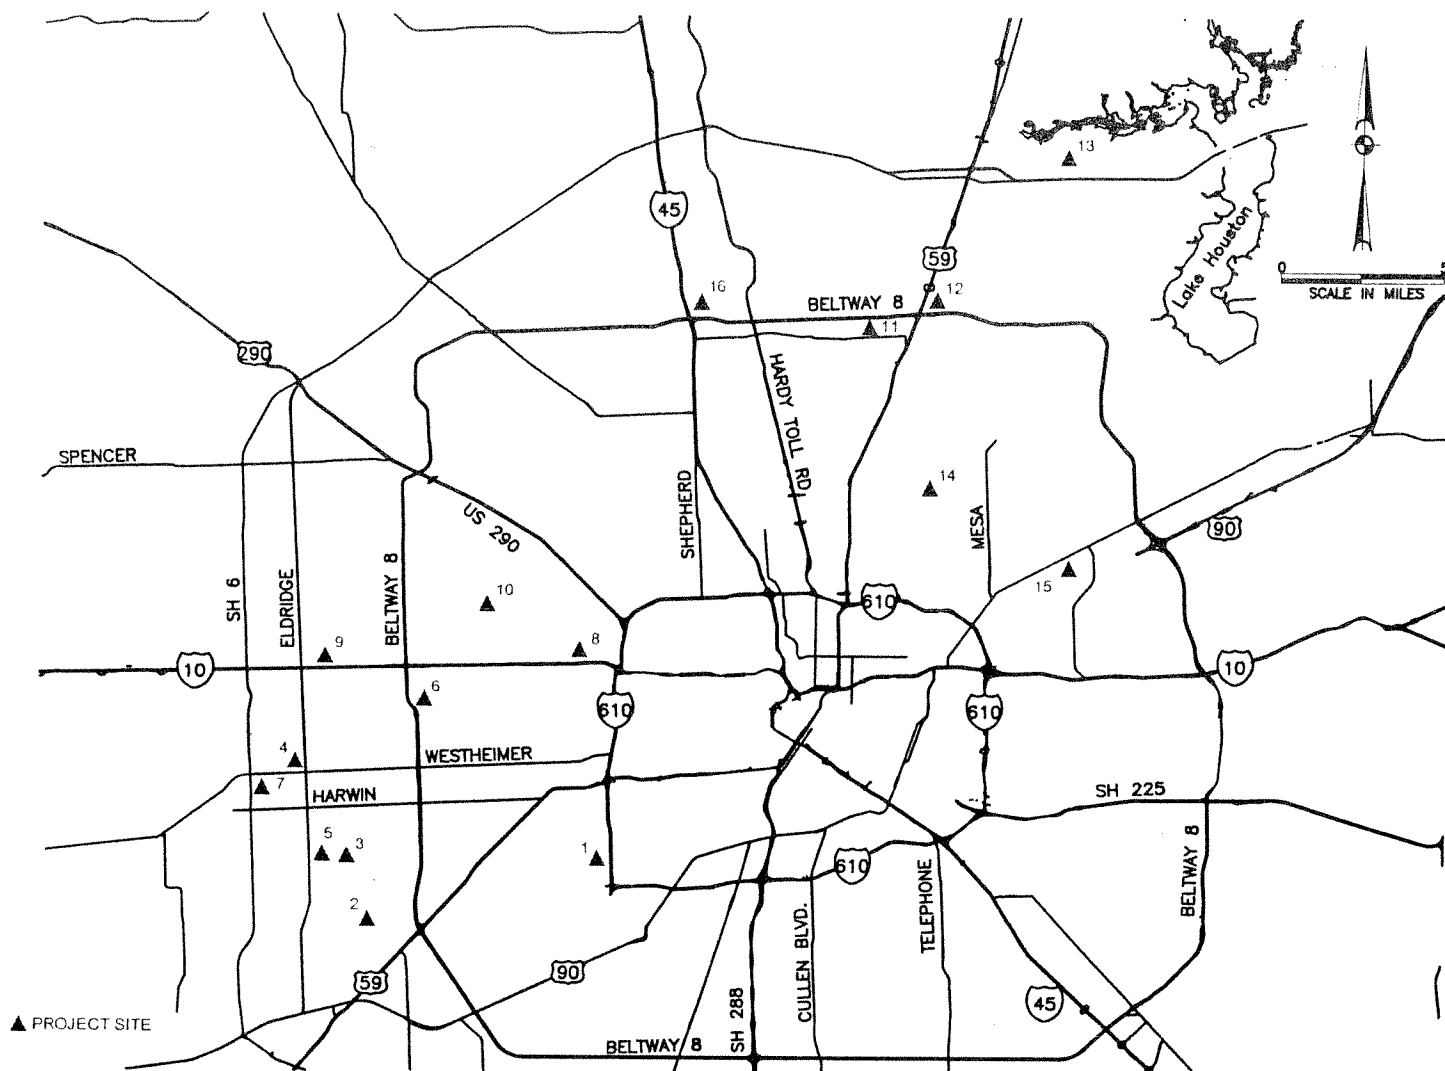 13
45
59
Lake Houston
0
5
SCALE IN MILES
16
12
BELTWAY 8
11
290
HARDY TOLL RD
SPENCER
SHEPHERD
14
US 290
MESA
90
SH 6
ELDRIDGE
BELTWAY 8
10
15
610
9
8
10
10
6
610
610
4
WESTHEIMER
7
HARWIN
SH 225
5
3
1
610
BELTWAY 8
2
TELEPHONE
CULLEN BLVD.
59
90
SH 288
45
PROJECT SITE
BELTWAY 8